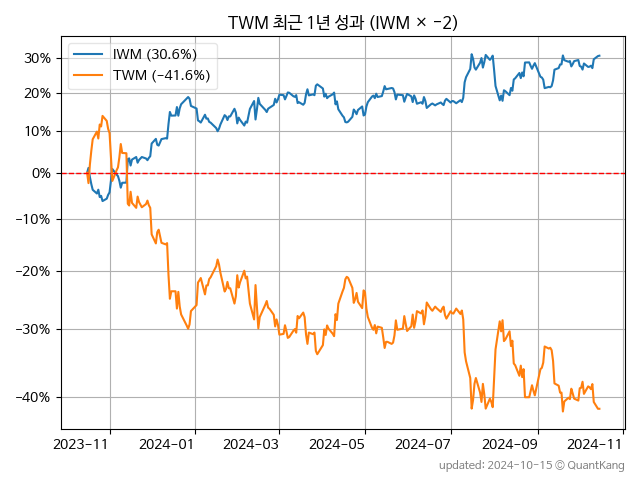 TWM 최근 1년 성과 (IWM × −2)
IWM (30.6%)
TWM (−41.6%)
30%
20%
10%
0%
−10%
−20%
−30%
−40%
2023-11 2024-01 2024-03 2024-05 2024-07 2024-09 2024-11
updated: 2024-10-15 © QuantKang